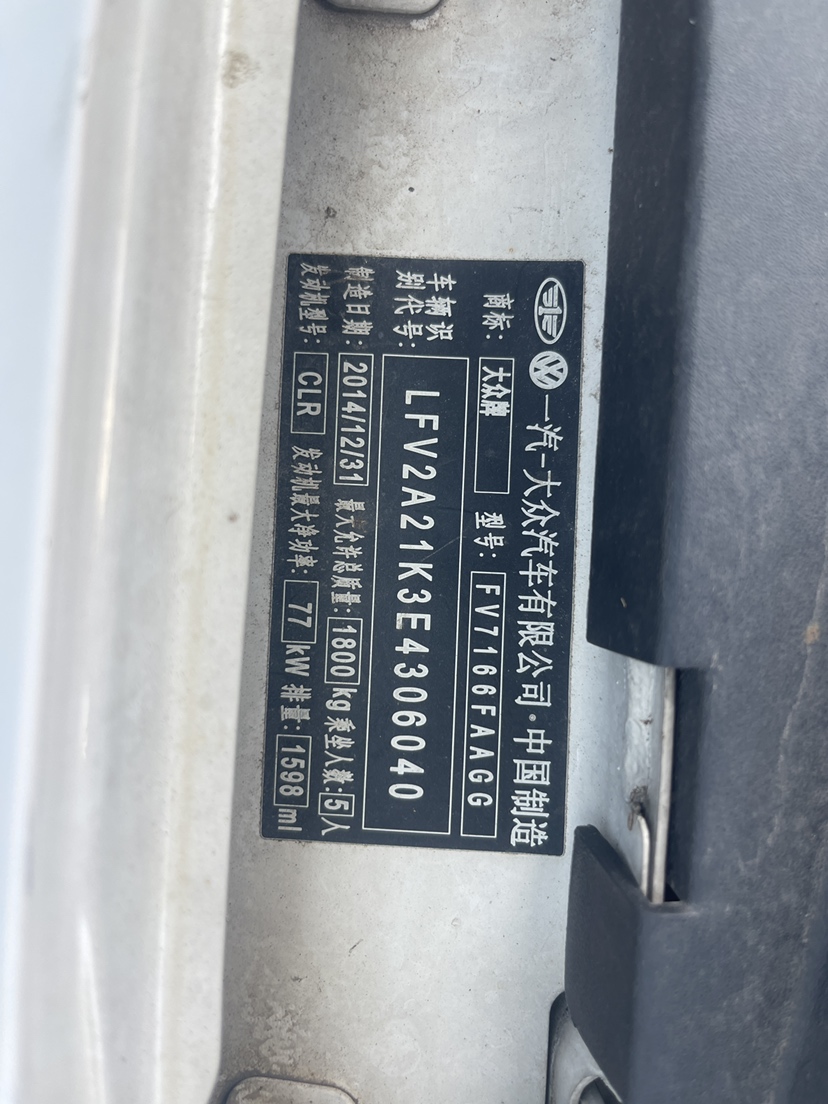 一汽-大众汽车有限公司·中国制造
商标: 大众牌 型号: FV7166FAAGG
车辆识别代号: LFV2A21K3E4306040
制造日期: 2014/12/31 最大允许总质量: 1800 kg 乘坐人数: 5 人
发动机型号: CLR 发动机最大净功率: 77 kW 排量: 1598 ml